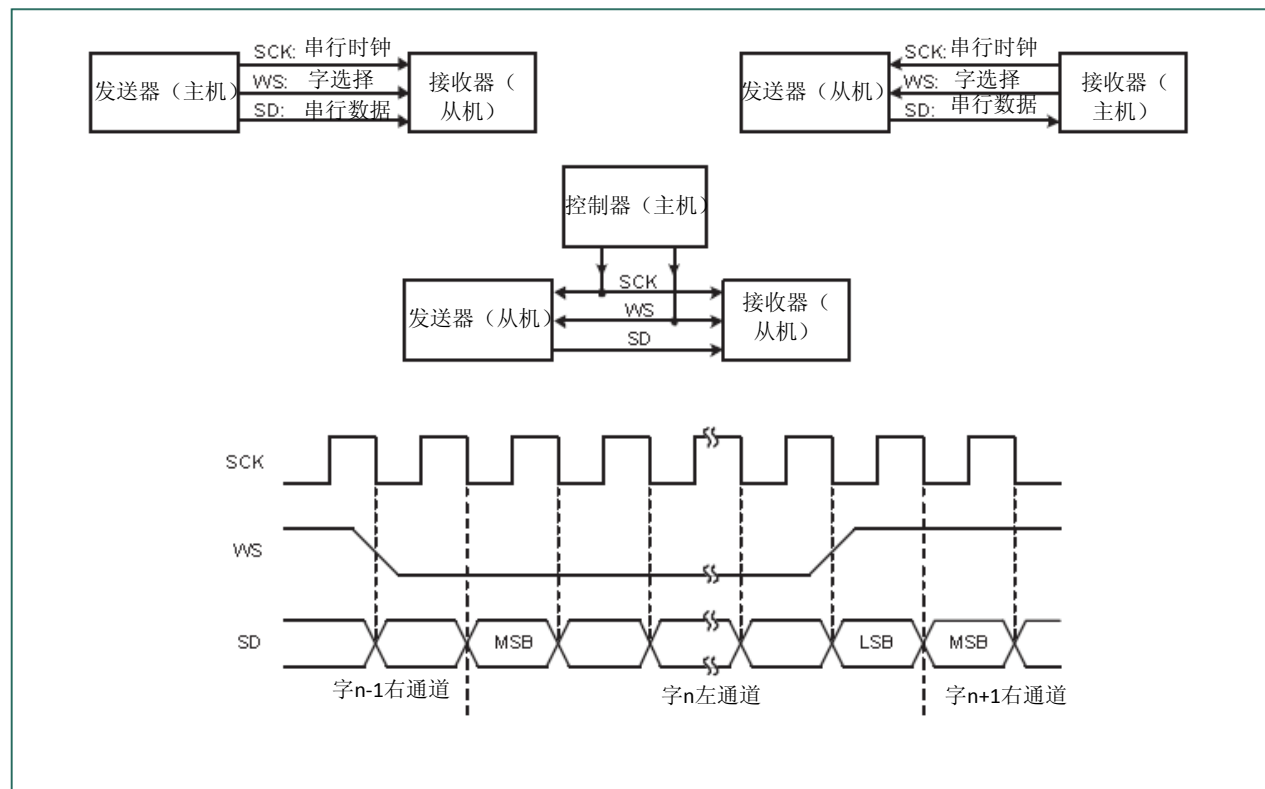 SCK: 串行时钟
WS: 字选择
SD: 串行数据
发送器（主机）
接收器（
从机）
SCK: 串行时钟
WS: 字选择
SD: 串行数据
发送器（从机）
接收器（
主机）
控制器（主机）
SCK
WS
SD
发送器（从机）
接收器（
从机）
SCK
WS
SD
MSB
LSB
MSB
字n-1右通道
字n左通道
字n+1右通道